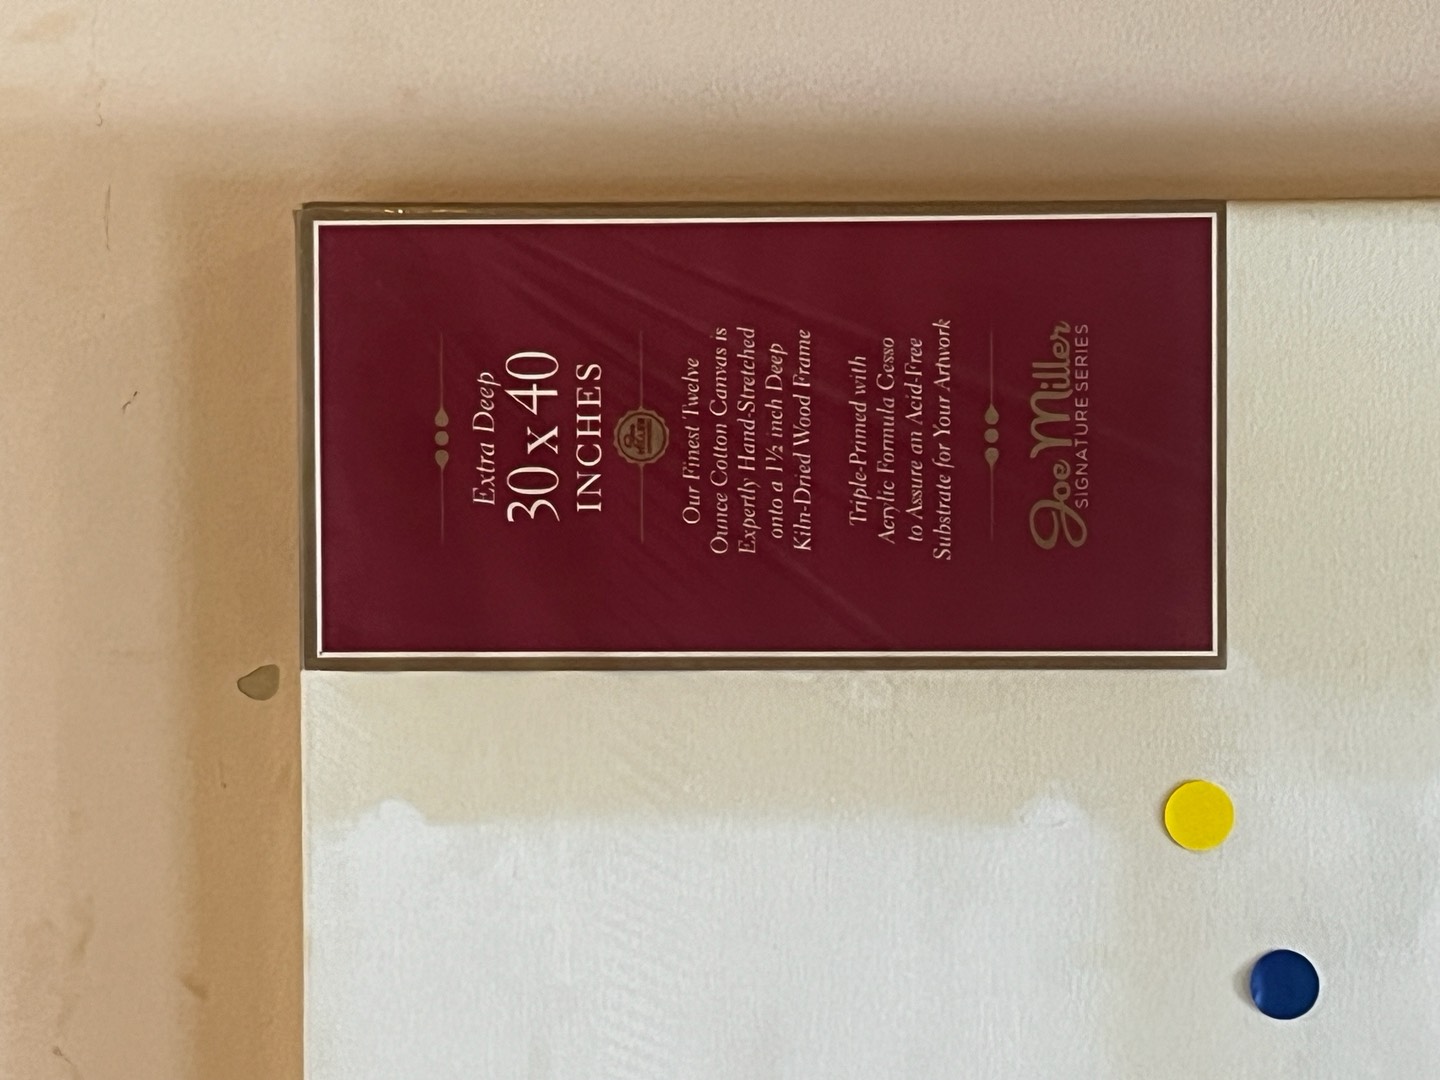 Extra Deep
30 x 40
INCHES
Our Finest Twelve
Ounce Cotton Canvas is
Expertly Hand-Stretched
onto a 1½ inch Deep
Kiln-Dried Wood Frame
Triple-Primed with
Acrylic Formula Gesso
to Assure an Acid-Free
Substrate for Your Artwork
Joe Miller
SIGNATURE SERIES